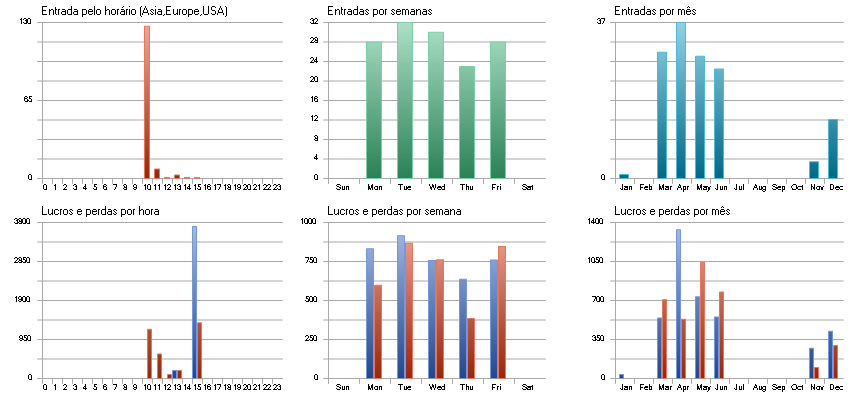 Entrada pelo horário (Asia,Europe,USA)
130
65
0
0 1 2 3 4 5 6 7 8 9 10 11 12 13 14 15 16 17 18 19 20 21 22 23
Entradas por semanas
32
28
24
20
16
12
8
4
0
Sun Mon Tue Wed Thu Fri Sat
Entradas por mês
37
0
Jan Feb Mar Apr May Jun Jul Aug Sep Oct Nov Dec
Lucros e perdas por hora
3900
2850
1900
950
0
0 1 2 3 4 5 6 7 8 9 10 11 12 13 14 15 16 17 18 19 20 21 22 23
Lucros e perdas por semana
1000
750
500
250
0
Sun Mon Tue Wed Thu Fri Sat
Lucros e perdas por mês
1400
1050
700
350
0
Jan Feb Mar Apr May Jun Jul Aug Sep Oct Nov Dec